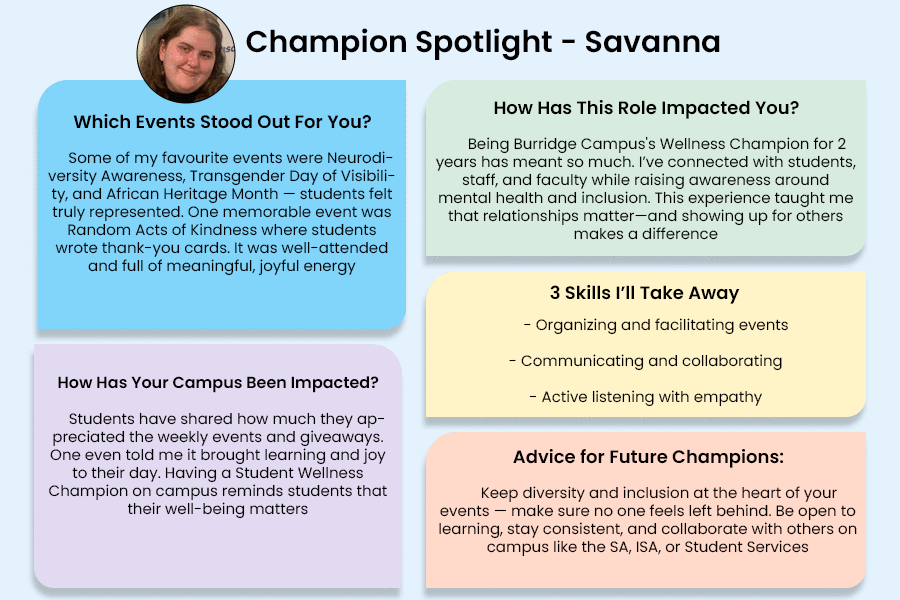 Champion Spotlight - Savanna
Which Events Stood Out For You?
Some of my favourite events were Neurodi-
versity Awareness, Transgender Day of Visibili-
ty, and African Heritage Month — students felt
truly represented. One memorable event was
Random Acts of Kindness where students
wrote thank-you cards. It was well-attended
and full of meaningful, joyful energy
How Has Your Campus Been Impacted?
Students have shared how much they ap-
preciated the weekly events and giveaways.
One even told me it brought learning and joy
to their day. Having a Student Wellness
Champion on campus reminds students that
their well-being matters
How Has This Role Impacted You?
Being Burridge Campus's Wellness Champion for 2
years has meant so much. I've connected with students,
staff, and faculty while raising awareness around
mental health and inclusion. This experience taught me
that relationships matter—and showing up for others
makes a difference
3 Skills I'll Take Away
- Organizing and facilitating events
- Communicating and collaborating
- Active listening with empathy
Advice for Future Champions:
Keep diversity and inclusion at the heart of your
events — make sure no one feels left behind. Be open to
learning, stay consistent, and collaborate with others on
campus like the SA, ISA, or Student Services